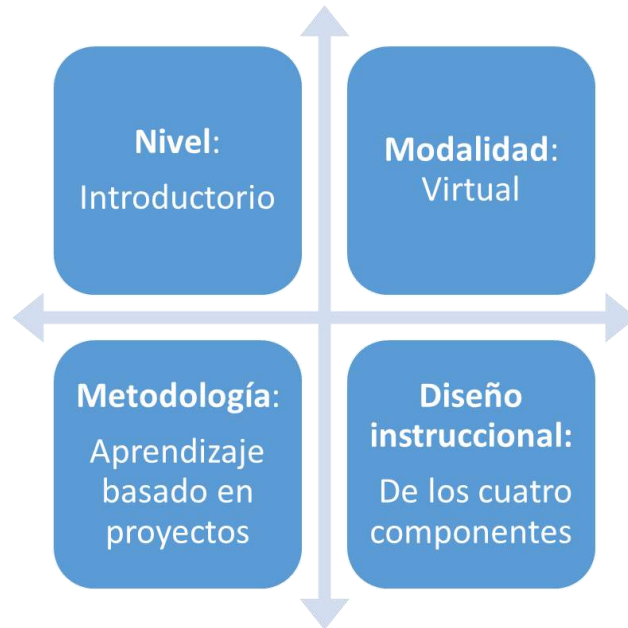 Nivel:
Introductorio
Modalidad:
Virtual
Metodología:
Aprendizaje
basado en
proyectos
Diseño
instruccional:
De los cuatro
componentes